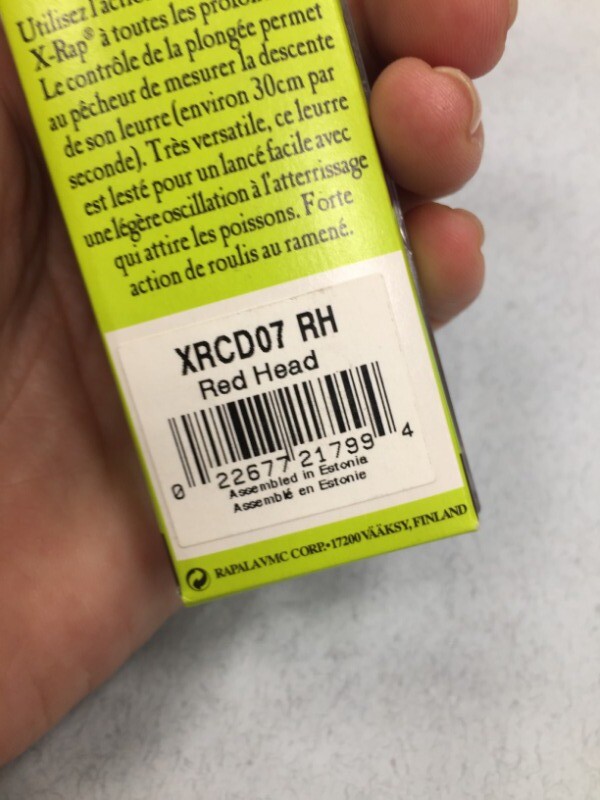 Utilisez l'action
X-Rap® à toutes les
Le contrôle de la plongée permet
au pêcheur de mesurer la descente
de son leurre (environ 30cm par
seconde). Très versatile, ce leurre
est lesté pour un lancé facile avec
une légère oscillation à l'atterrissage
qui attire les poissons. Forte
action de roulis au ramené.
XRCD07 RH
Red Head
0 22677 21799 4
Assembled in Estonia
Assemblé en Estonie
RAPALA VMC CORP. • 17200 VÄÄKSY, FINLAND